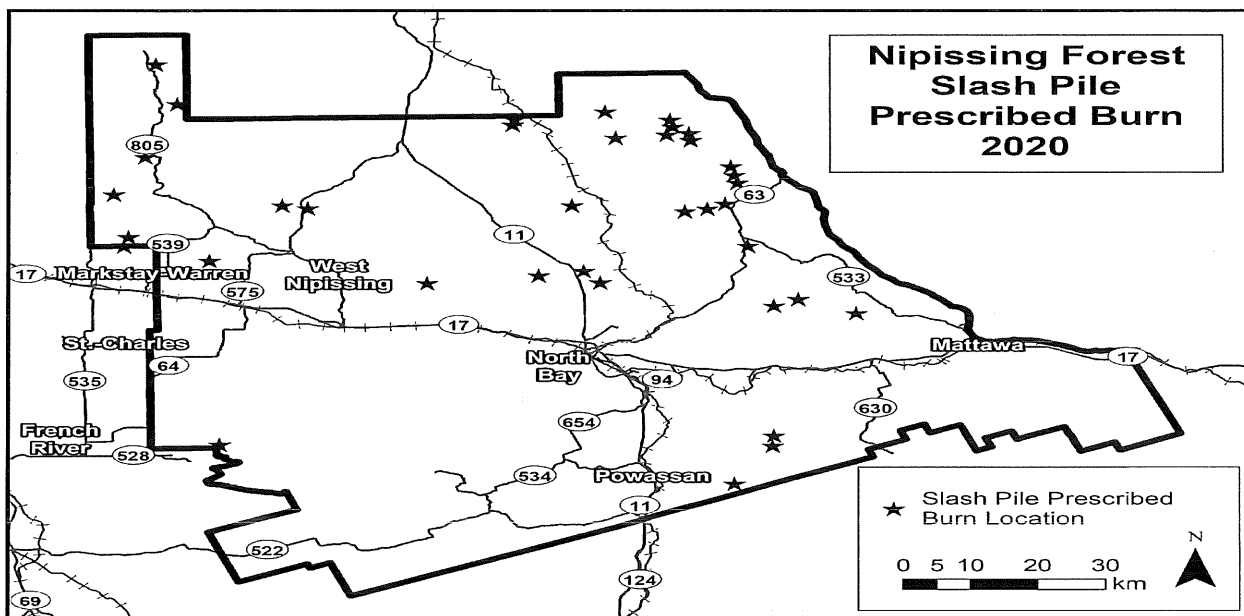 Nipissing Forest
Slash Pile
Prescribed Burn
2020
805
63
11
539
17
Markstay-Warren
West
Nipissing
575
533
17
St.-Charles
64
North
Bay
Mattawa
17
535
94
654
630
French
River
528
534
Powassan
11
522
124
69
Slash Pile Prescribed
Burn Location
N
0 5 10 20 30
km